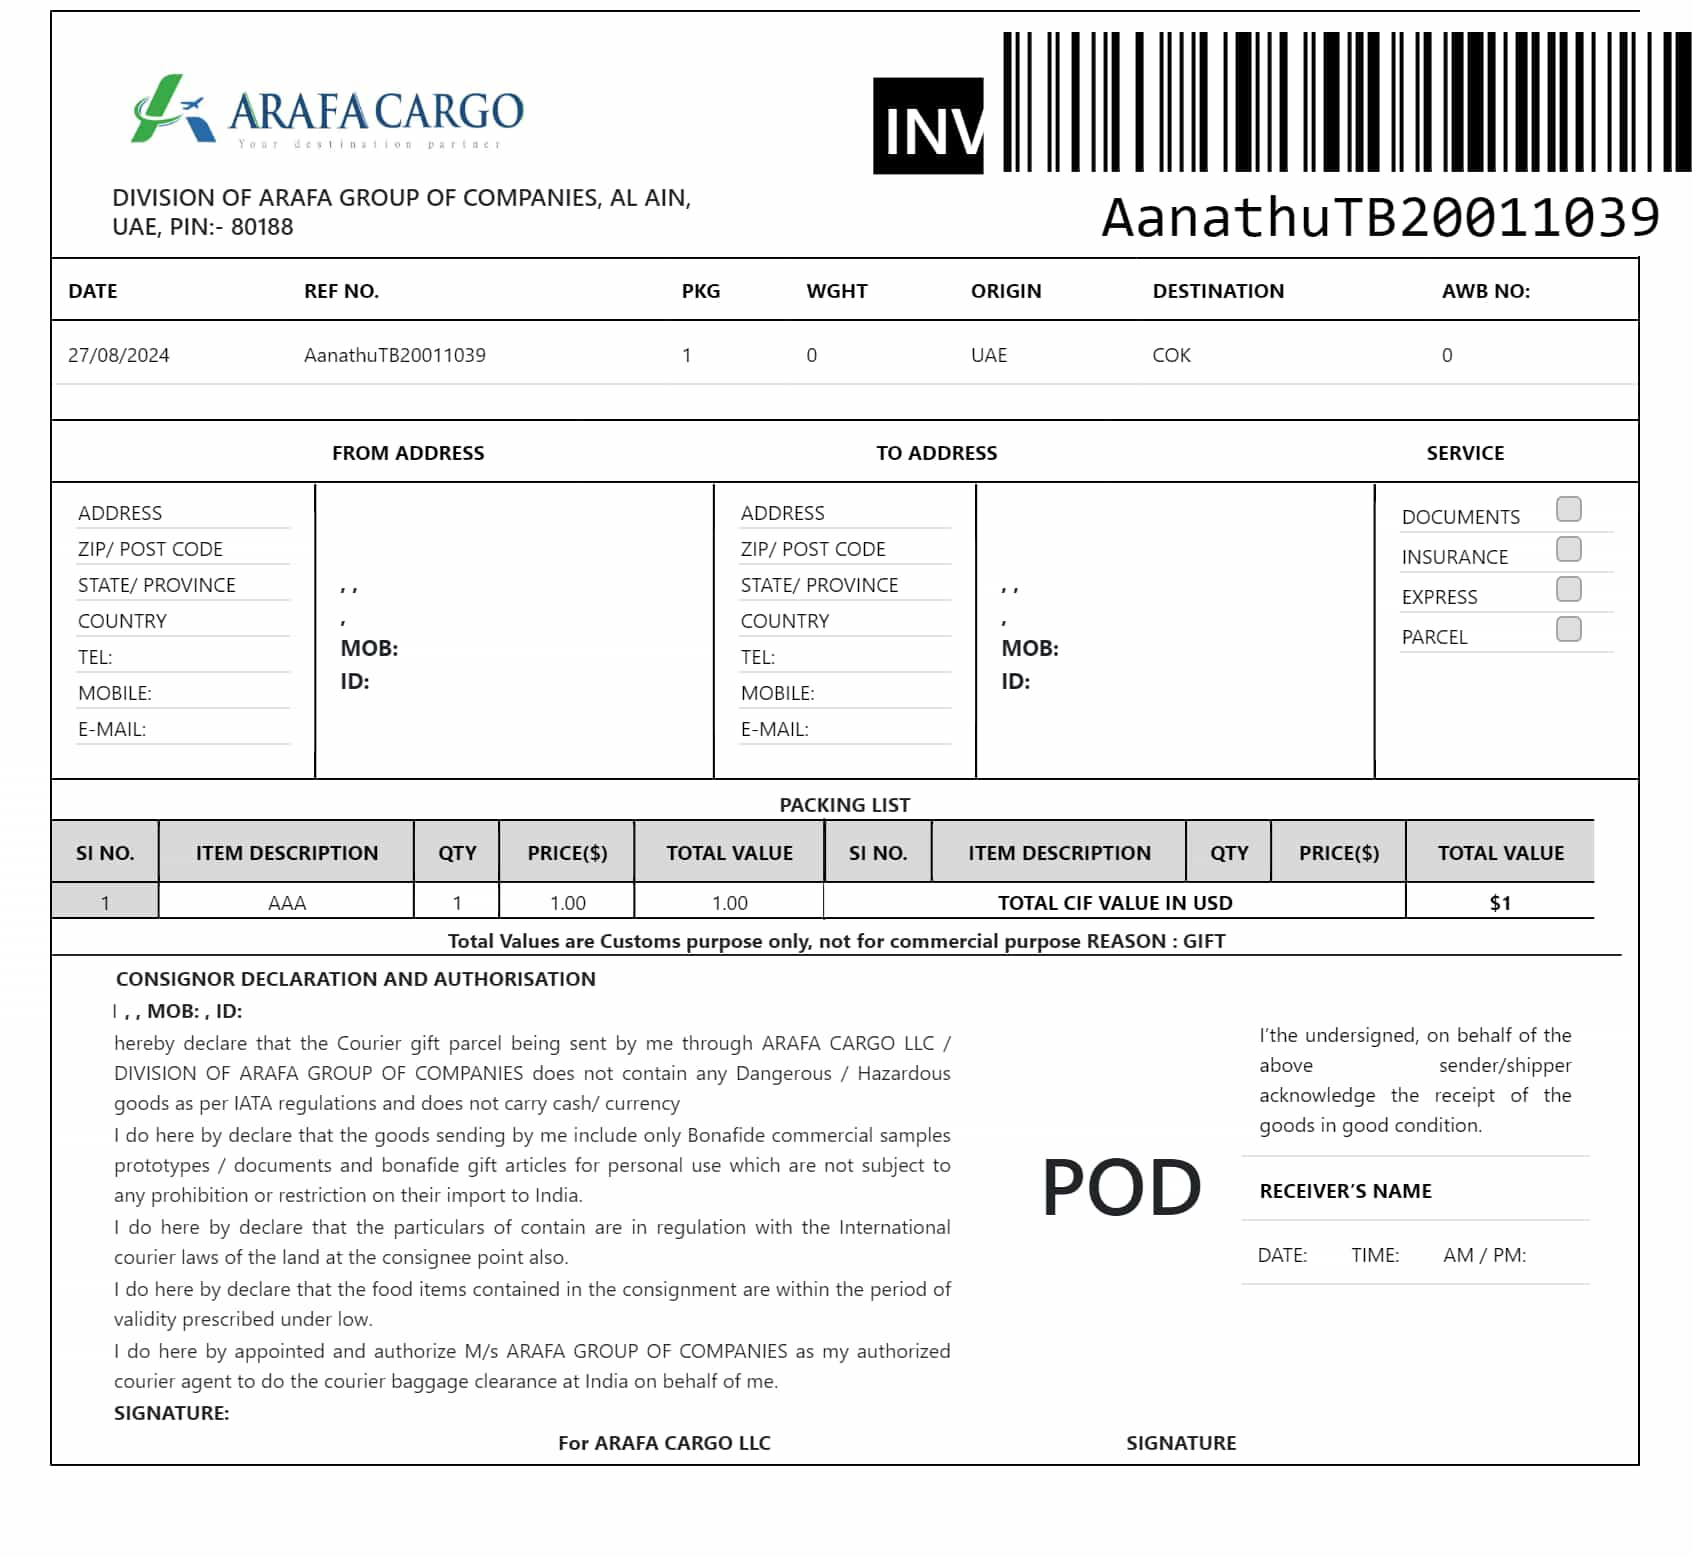 ARAFA CARGO
Your destination partner
DIVISION OF ARAFA GROUP OF COMPANIES, AL AIN,
UAE, PIN:- 80188
INV
AanathuTB20011039
DATE REF NO. PKG WGHT ORIGIN DESTINATION AWB NO:
27/08/2024 AanathuTB20011039 1 0 UAE COK 0
FROM ADDRESS TO ADDRESS SERVICE
ADDRESS
ZIP/ POST CODE
STATE/ PROVINCE
COUNTRY
TEL:
MOBILE:
E-MAIL:
, ,
,
MOB:
ID:
ADDRESS
ZIP/ POST CODE
STATE/ PROVINCE
COUNTRY
TEL:
MOBILE:
E-MAIL:
, ,
,
MOB:
ID:
DOCUMENTS
INSURANCE
EXPRESS
PARCEL
PACKING LIST
SI NO. ITEM DESCRIPTION QTY PRICE($) TOTAL VALUE SI NO. ITEM DESCRIPTION QTY PRICE($) TOTAL VALUE
1 AAA 1 1.00 1.00 TOTAL CIF VALUE IN USD $1
Total Values are Customs purpose only, not for commercial purpose REASON : GIFT
CONSIGNOR DECLARATION AND AUTHORISATION
I , , MOB: , ID:
hereby declare that the Courier gift parcel being sent by me through ARAFA CARGO LLC /
DIVISION OF ARAFA GROUP OF COMPANIES does not contain any Dangerous / Hazardous
goods as per IATA regulations and does not carry cash/ currency
I do here by declare that the goods sending by me include only Bonafide commercial samples
prototypes / documents and bonafide gift articles for personal use which are not subject to
any prohibition or restriction on their import to India.
I do here by declare that the particulars of contain are in regulation with the International
courier laws of the land at the consignee point also.
I do here by declare that the food items contained in the consignment are within the period of
validity prescribed under low.
I do here by appointed and authorize M/s ARAFA GROUP OF COMPANIES as my authorized
courier agent to do the courier baggage clearance at India on behalf of me.
SIGNATURE:
For ARAFA CARGO LLC
POD
I'the undersigned, on behalf of the
above sender/shipper
acknowledge the receipt of the
goods in good condition.
RECEIVER'S NAME
DATE: TIME: AM / PM:
SIGNATURE